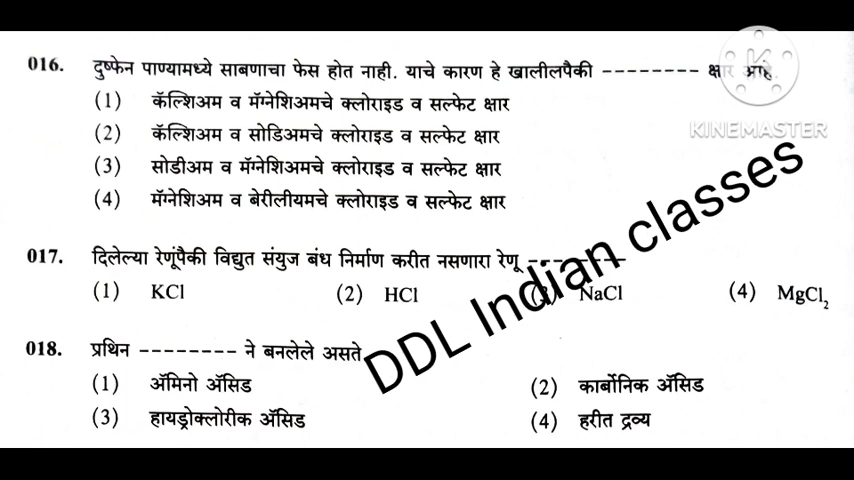 016. दुष्फेन पाण्यामध्ये साबणाचा फेस होत नाही. याचे कारण हे खालीलपैकी --------- क्षार आहे.
(1) कॅल्शिअम व मॅग्नेशिअमचे क्लोराइड व सल्फेट क्षार
(2) कॅल्शिअम व सोडिअमचे क्लोराइड व सल्फेट क्षार
(3) सोडीअम व मॅग्नेशिअमचे क्लोराइड व सल्फेट क्षार
(4) मॅग्नेशिअम व बेरीलीयमचे क्लोराइड व सल्फेट क्षार
017. दिलेल्या रेणूंपैकी विद्युत संयुज बंध निर्माण करीत नसणारा रेणू ---------
(1) KCl (2) HCl (3) NaCl (4) MgCl₂
018. प्रथिन --------- ने बनलेले असते
(1) ॲमिनो ॲसिड (2) कार्बोनिक ॲसिड
(3) हायड्रोक्लोरीक ॲसिड (4) हरीत द्रव्य
DDL Indian classes
KINEMASTER